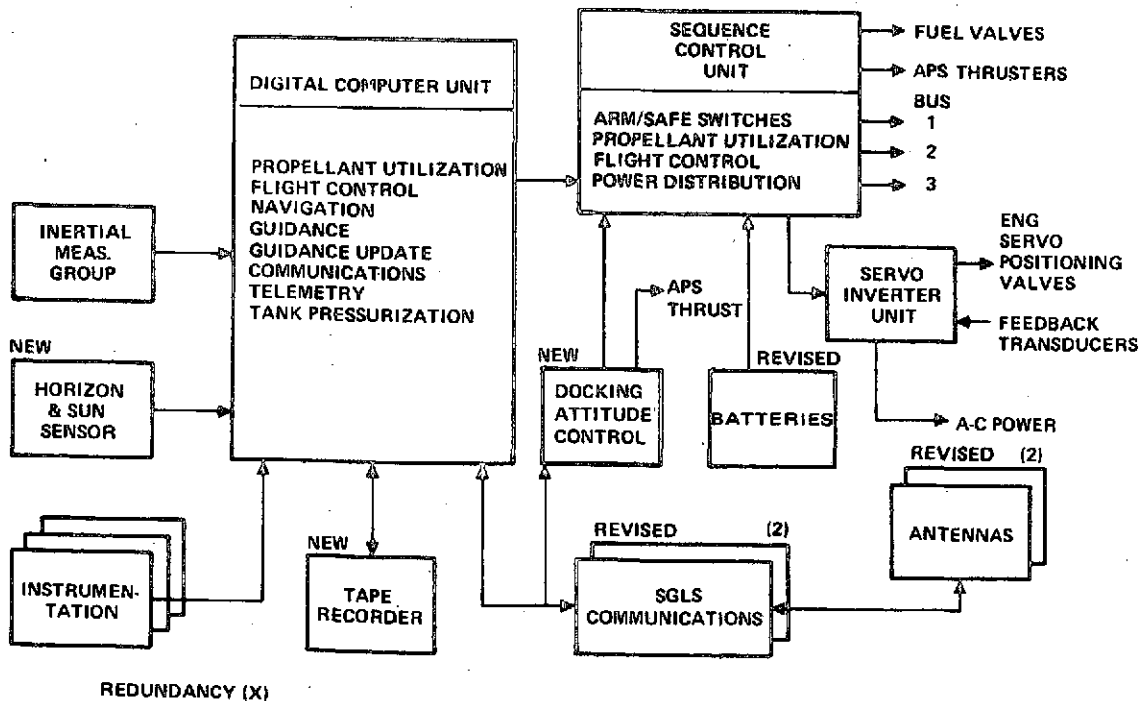 SEQUENCE
CONTROL
UNIT
FUEL VALVES
APS THRUSTERS
BUS
1
2
3
ARM/SAFE SWITCHES
PROPELLANT UTILIZATION
FLIGHT CONTROL
POWER DISTRIBUTION
DIGITAL COMPUTER UNIT
PROPELLANT UTILIZATION
FLIGHT CONTROL
NAVIGATION
GUIDANCE
GUIDANCE UPDATE
COMMUNICATIONS
TELEMETRY
TANK PRESSURIZATION
INERTIAL
MEAS.
GROUP
NEW
HORIZON
& SUN
SENSOR
INSTRUMEN-
TATION
NEW
TAPE
RECORDER
APS
THRUST
NEW
DOCKING
ATTITUDE
CONTROL
REVISED
BATTERIES
SERVO
INVERTER
UNIT
ENG
SERVO
POSITIONING
VALVES
FEEDBACK
TRANSDUCERS
A-C POWER
REVISED (2)
ANTENNAS
REVISED (2)
SGLS
COMMUNICATIONS
REDUNDANCY (X)